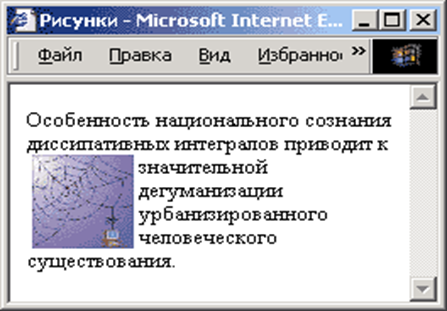 Рисунки - Microsoft Internet E...
Файл Правка Вид Избранно
Особенность национального сознания
диссипативных интегралов приводит к
значительной
дегуманизации
урбанизированного
человеческого
существования.